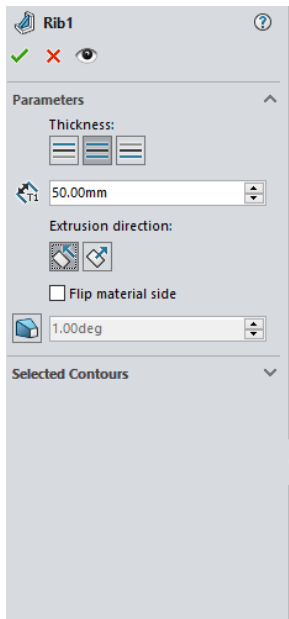 Rib1
Parameters
Thickness:
T1
50.00mm
Extrusion direction:
Flip material side
1.00deg
Selected Contours